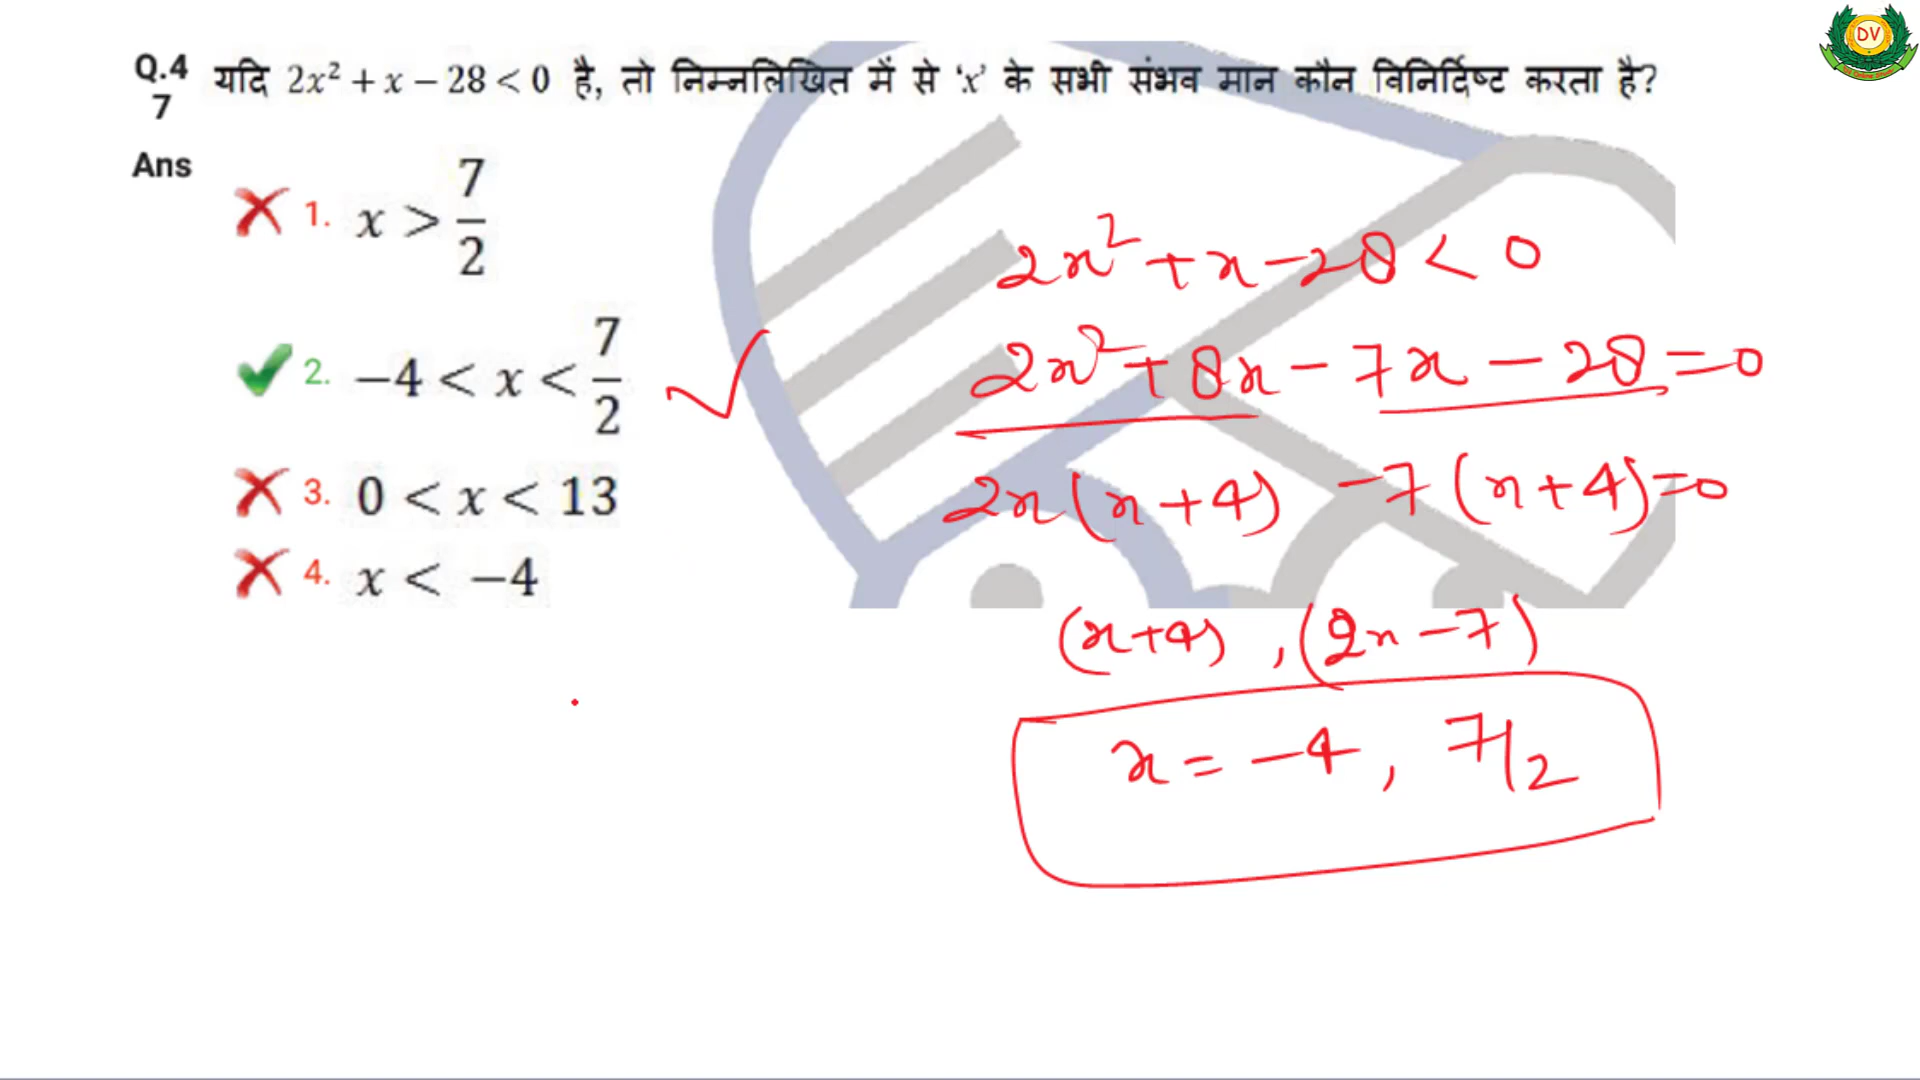 Q.47 यदि 2x² + x − 28 < 0 है, तो निम्नलिखित में से ‘x’ के सभी संभव मान कौन विनिर्दिष्ट करता है?
Ans
1. x > 7/2
2. −4 < x < 7/2
3. 0 < x < 13
4. x < −4
2x² + x − 28 < 0
2x² + 8x − 7x − 28 = 0
2x(x+4) −7(x+4)=0
(x+4), (2x−7)
x = −4, 7/2
DV